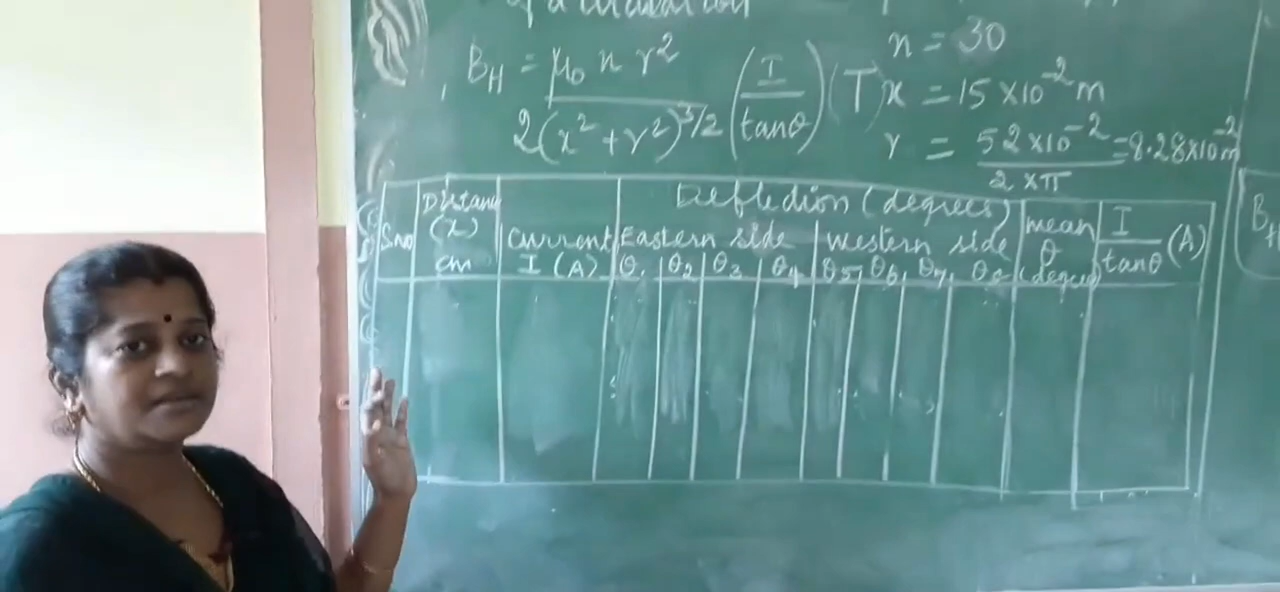 n = 30
B_H = μ₀ n r² / 2(x² + r²)^3/2 (I / tanθ) (T)
x = 15 × 10⁻² m
r = 52 × 10⁻² / 2 × π = 8.28 × 10⁻² m
Deflection (degrees)
S.no
Distance (x) cm
Current I (A)
Eastern side
Western side
mean θ (degrees)
I / tanθ (A)
θ₁ θ₂ θ₃ θ₄ θ₅ θ₆ θ₇ θ₈
B_H